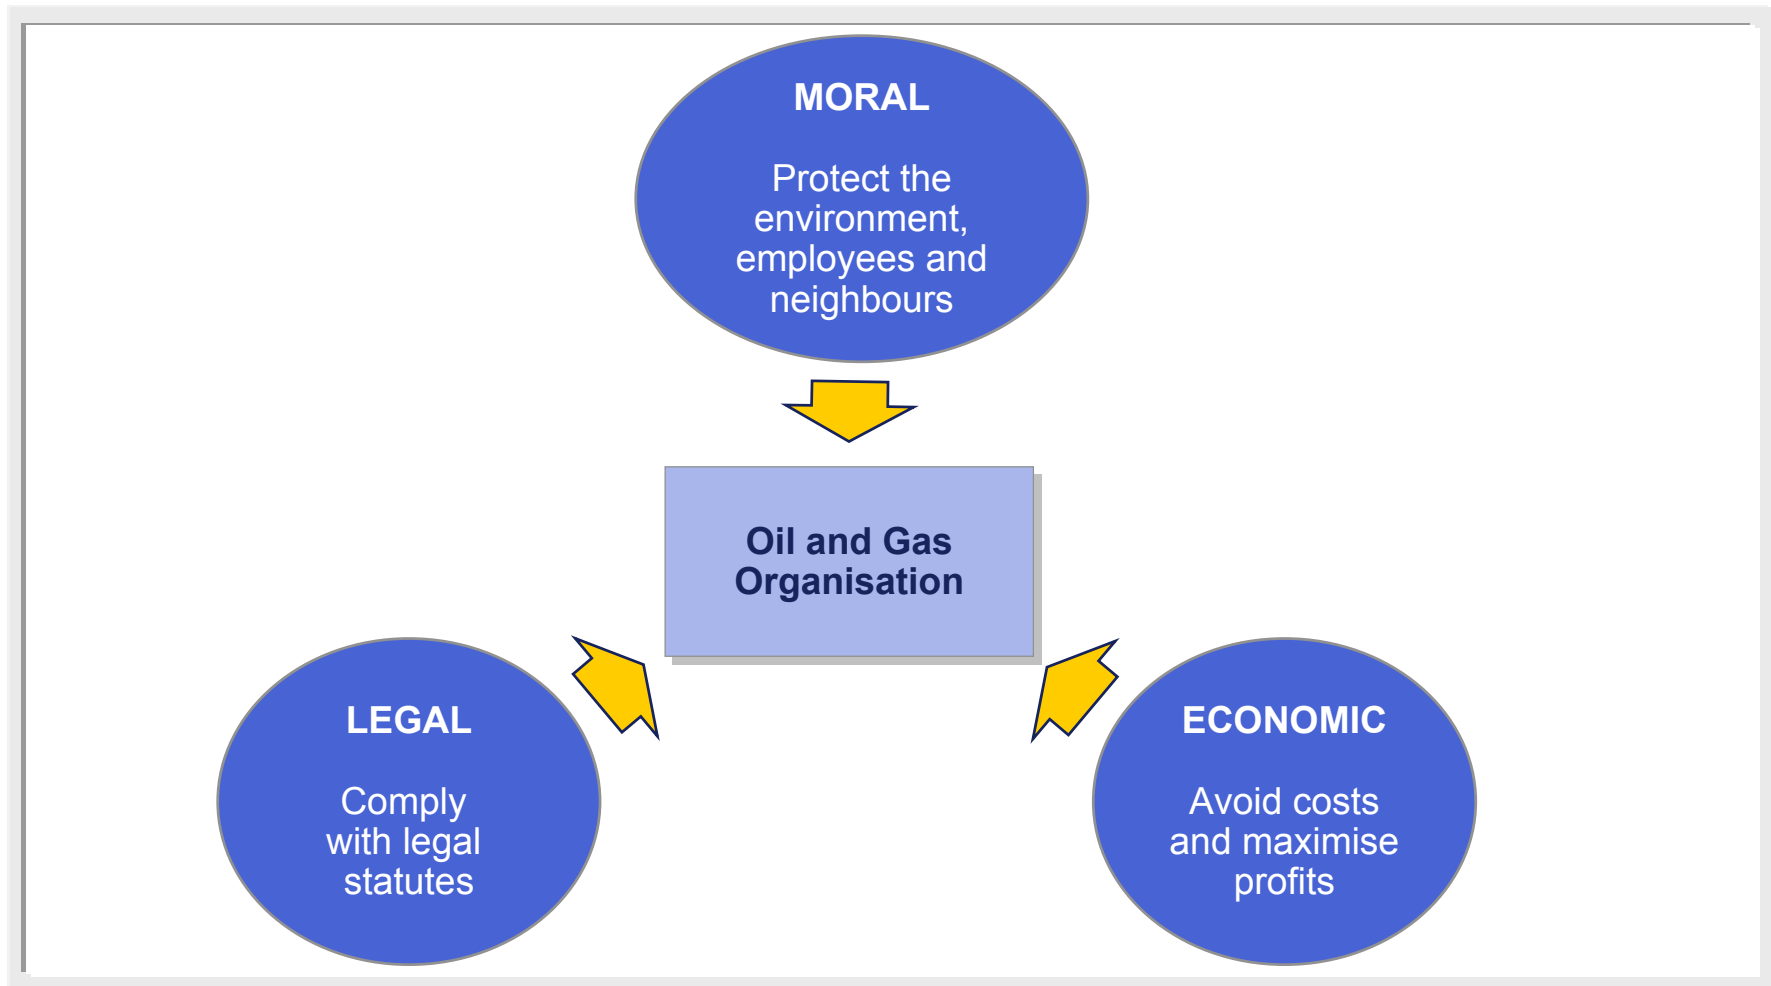 MORAL
Protect the
environment,
employees and
neighbours
Oil and Gas
Organisation
LEGAL
Comply
with legal
statutes
ECONOMIC
Avoid costs
and maximise
profits